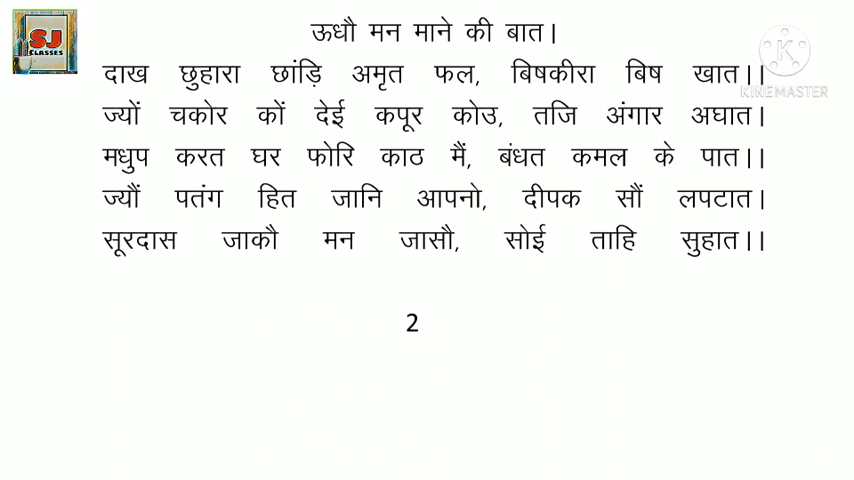 SJ
CLASSES
KINEMASTER
ऊधौ मन माने की बात।
दाख छुहारा छांड़ि अमृत फल, बिषकीरा बिष खात।।
ज्यों चकोर कों देई कपूर कोउ, तजि अंगार अघात।
मधुप करत घर फोरि काठ मैं, बंधत कमल के पात।।
ज्यौं पतंग हित जानि आपनो, दीपक सौं लपटात।
सूरदास जाकौ मन जासौ, सोई ताहि सुहात।।
2